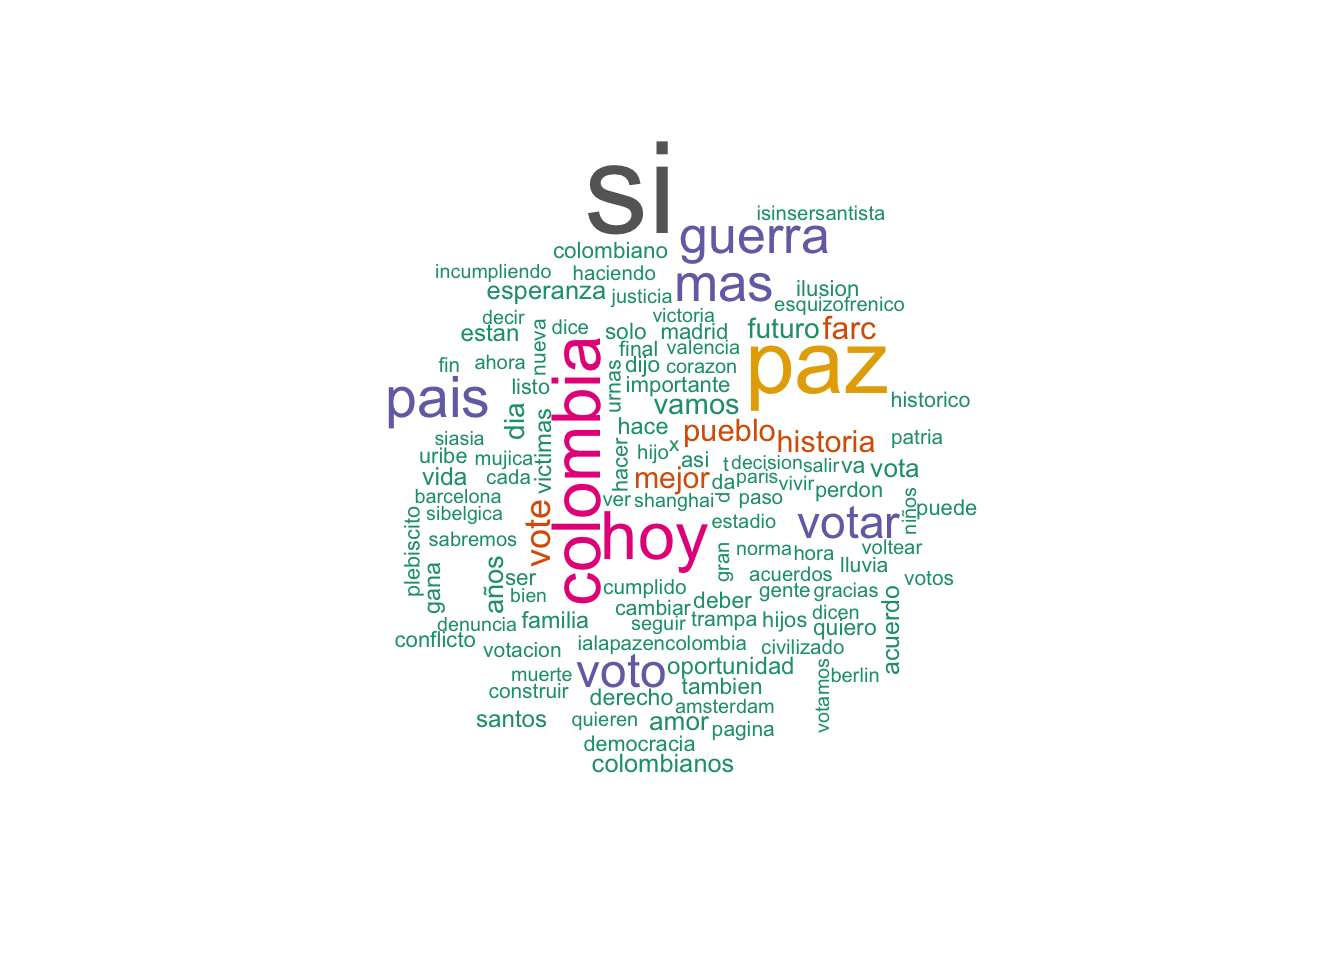 si
isinsersantista
guerra
colombiano
incumpliendo
haciendo
mas
ilusion
esperanza
justicia
esquizofrenico
decir
victoria
estan
dice
solo
madrid
futuro
farc
nueva
final
valencia
paz
fin
ahora
dijo
corazon
pais
listo
urnas
importante
historico
vamos
dia
colombia
hace
pueblo
historia
patria
siasia
victimas
x
uribe
mujica
hacer
hijo
asi
t
decision
salir
va
vota
vida
cada
mejor
da
paris
vivir
perdon
barcelona
ver
shanghai
d
paso
niños
puede
sibelgica
vote
hoy
estadio
votar
plebiscito
sabremos
gran
norma
hora
voltear
lluvia
gana
años
ser
acuerdos
votos
bien
cumplido
gente
gracias
cambiar
deber
dicen
acuerdo
denuncia
familia
seguir
trampa
hijos
quiero
conflicto
votacion
ialapazencolombia
civilizado
muerte
voto
oportunidad
berlin
construir
derecho
tambien
votamos
amsterdam
santos
quieren
amor
pagina
democracia
colombianos